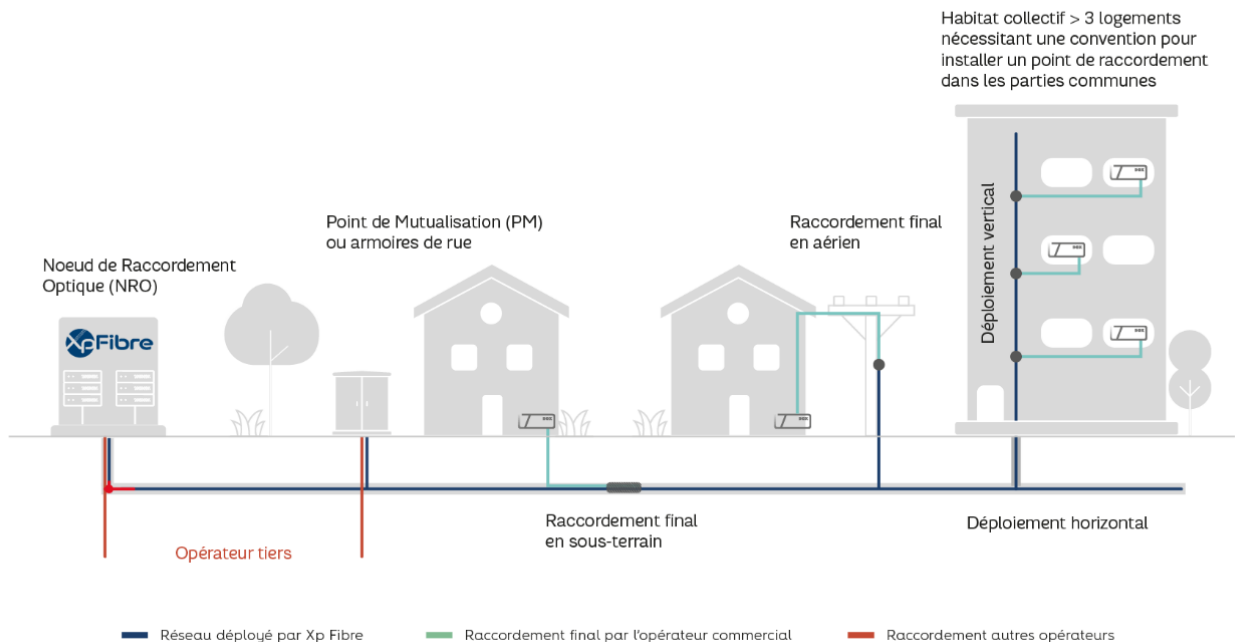 Habitat collectif > 3 logements
nécessitant une convention pour
installer un point de raccordement
dans les parties communes
Point de Mutualisation (PM)
ou armoires de rue
Raccordement final
en aérien
Noeud de Raccordement
Optique (NRO)
XpFibre
Déploiement vertical
Raccordement final
en sous-terrain
Déploiement horizontal
Opérateur tiers
Réseau déployé par Xp Fibre
Raccordement final par l'opérateur commercial
Raccordement autres opérateurs